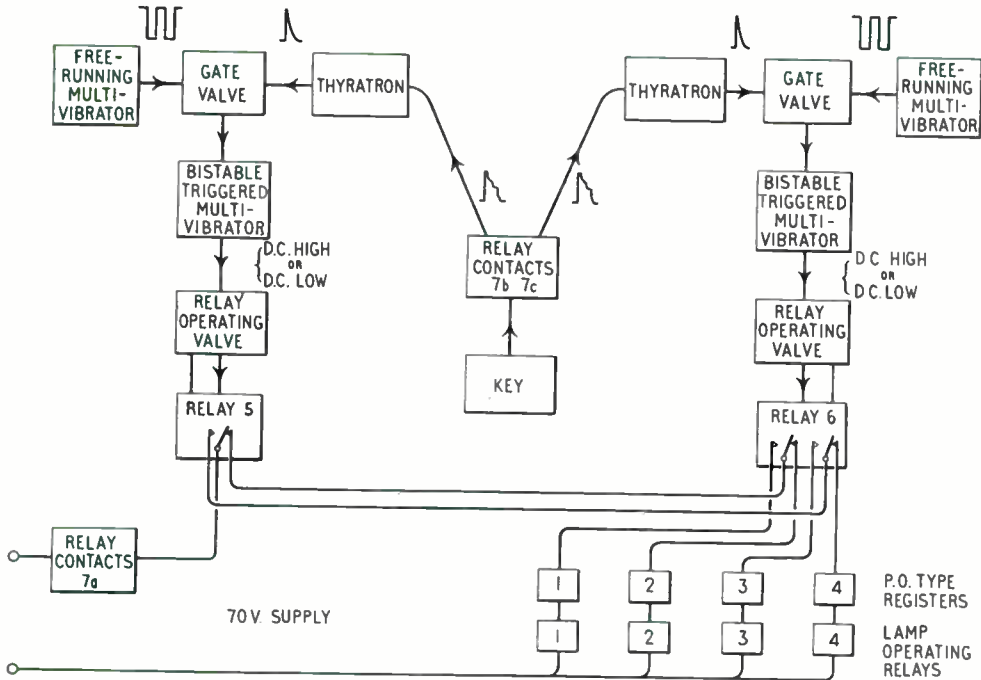 FREE-
RUNNING
MULTI-
VIBRATOR
GATE
VALVE
THYRATRON
THYRATRON
GATE
VALVE
FREE-
RUNNING
MULTI-
VIBRATOR
BISTABLE
TRIGGERED
MULTI-
VIBRATOR
D.C. HIGH
OR
D.C. LOW
RELAY
OPERATING
VALVE
RELAY 5
RELAY
CONTACTS
7b 7c
KEY
BISTABLE
TRIGGERED
MULTI-
VIBRATOR
D C HIGH
OR
D.C. LOW
RELAY
OPERATING
VALVE
RELAY 6
RELAY
CONTACTS
7a
70V. SUPPLY
1 2 3 4
P.O. TYPE
REGISTERS
1 2 3 4
LAMP
OPERATING
RELAYS